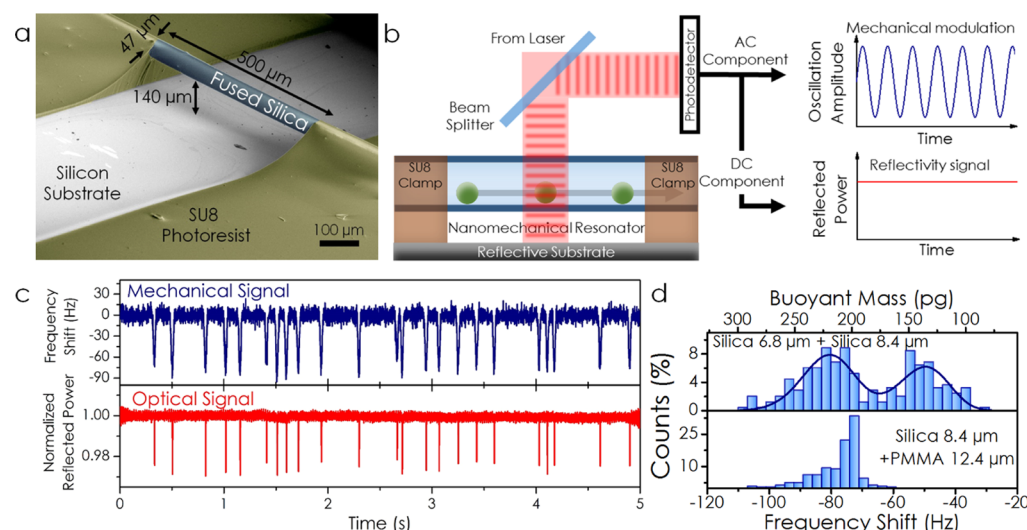 a
47 μm
500 μm
Fused Silica
140 μm
Silicon
Substrate
SU8
Photoresist
100 μm
b
From Laser
Beam
Splitter
Photodetector
AC
Component
DC
Component
SU8
Clamp
SU8
Clamp
Nanomechanical Resonator
Reflective Substrate
Mechanical modulation
Oscillation
Amplitude
Time
Reflectivity signal
Reflected
Power
Time
c
Mechanical Signal
Frequency
Shift (Hz)
30
0
-30
-60
-90
Optical Signal
Normalized
Reflected Power
1.00
0.98
0 1 2 3 4 5
Time (s)
d
Buoyant Mass (pg)
300 250 200 150 100
Silica 6.8 μm + Silica 8.4 μm
Counts (%)
8
4
0
Silica 8.4 μm
+PMMA 12.4 μm
25
10
-120 -100 -80 -60 -40 -20
Frequency Shift (Hz)